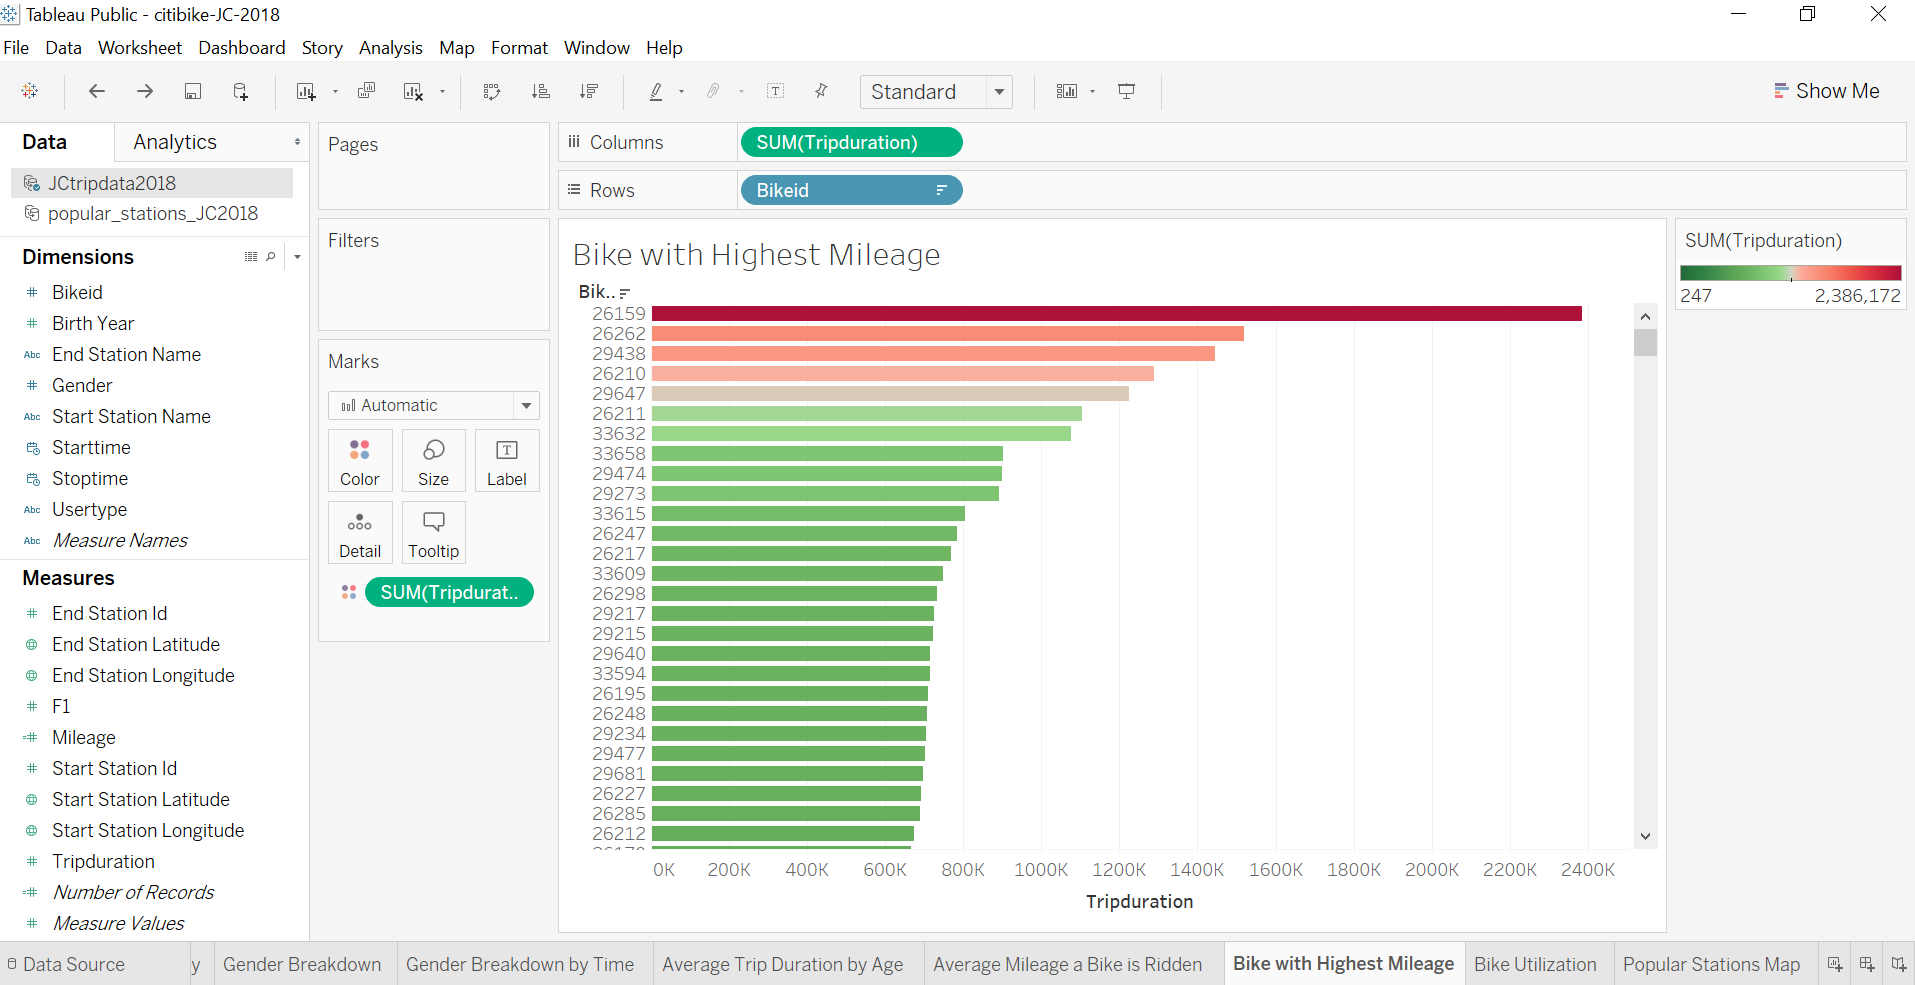 Tableau Public - citibike-JC-2018
File Data Worksheet Dashboard Story Analysis Map Format Window Help
Standard
Show Me
Data Analytics
JCtripdata2018
popular_stations_JC2018
Dimensions
# Bikeid
# Birth Year
Abc End Station Name
# Gender
Abc Start Station Name
Starttime
Stoptime
Abc Usertype
Abc Measure Names
Measures
# End Station Id
End Station Latitude
End Station Longitude
# F1
=# Mileage
# Start Station Id
Start Station Latitude
Start Station Longitude
# Tripduration
=# Number of Records
# Measure Values
Pages
Filters
Marks
Automatic
Color Size Label
Detail Tooltip
SUM(Tripdurat..
Columns SUM(Tripduration)
Rows Bikeid
Bike with Highest Mileage
Bik..
26159
26262
29438
26210
29647
26211
33632
33658
29474
29273
33615
26247
26217
33609
26298
29217
29215
29640
33594
26195
26248
29234
29477
29681
26227
26285
26212
0K 200K 400K 600K 800K 1000K 1200K 1400K 1600K 1800K 2000K 2200K 2400K
Tripduration
SUM(Tripduration)
247 2,386,172
Data Source y Gender Breakdown Gender Breakdown by Time Average Trip Duration by Age Average Mileage a Bike is Ridden Bike with Highest Mileage Bike Utilization Popular Stations Map